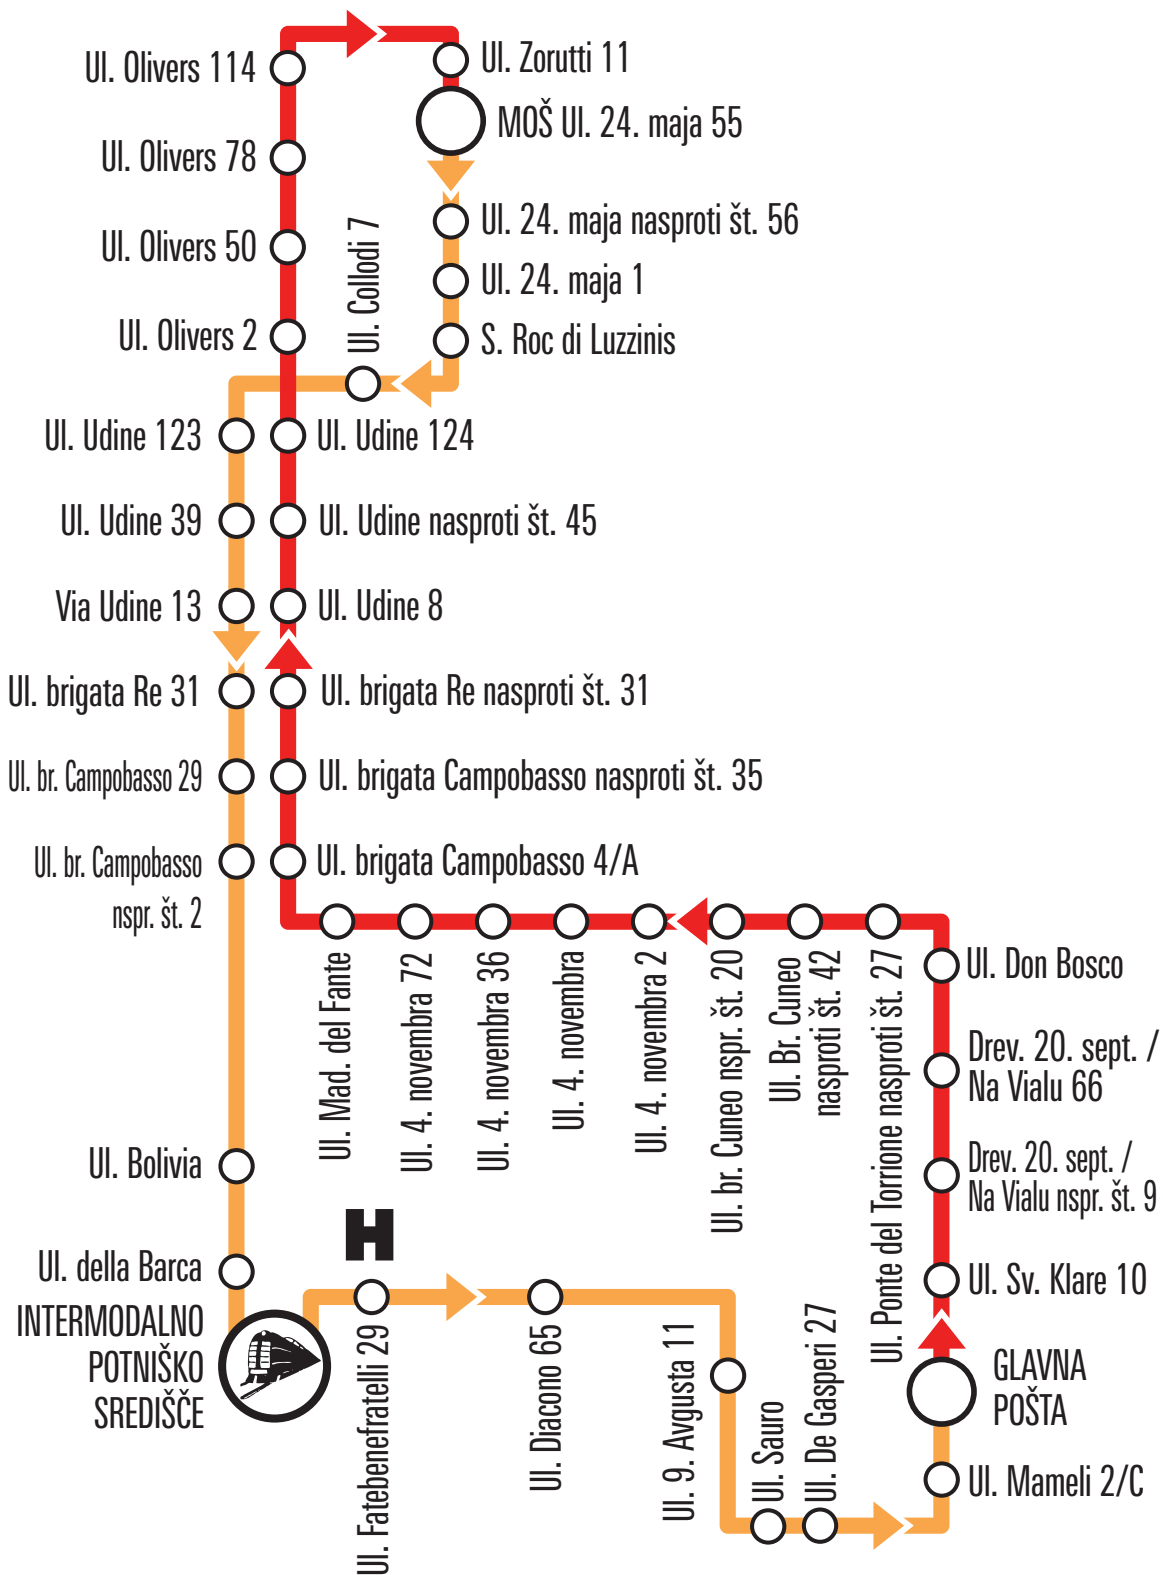 Ul. Olivers 114
Ul. Zorutti 11
MOŠ Ul. 24. maja 55
Ul. Olivers 78
Ul. 24. maja nasproti št. 56
Ul. Olivers 50
Ul. Collodi 7
Ul. 24. maja 1
Ul. Olivers 2
S. Roc di Luzzinis
Ul. Udine 123
Ul. Udine 124
Ul. Udine 39
Ul. Udine nasproti št. 45
Via Udine 13
Ul. Udine 8
Ul. brigata Re 31
Ul. brigata Re nasproti št. 31
Ul. br. Campobasso 29
Ul. brigata Campobasso nasproti št. 35
Ul. br. Campobasso
nspr. št. 2
Ul. brigata Campobasso 4/A
Ul. Mad. del Fante
Ul. 4. novembra 72
Ul. 4. novembra 36
Ul. 4. novembra
Ul. 4. novembra 2
Ul. br. Cuneo nspr. št. 20
Ul. Br. Cuneo
nasproti št. 42
Ul. Ponte del Torrione nasproti št. 27
Ul. Don Bosco
Drev. 20. sept. /
Na Vialu 66
Drev. 20. sept. /
Na Vialu nspr. št. 9
Ul. Sv. Klare 10
GLAVNA
POŠTA
Ul. Mameli 2/C
Ul. Bolivia
Ul. della Barca
INTERMODALNO
POTNIŠKO
SREDIŠČE
H
Ul. Fatebenefratelli 29
Ul. Diacono 65
Ul. 9. Avgusta 11
Ul. Sauro
Ul. De Gasperi 27